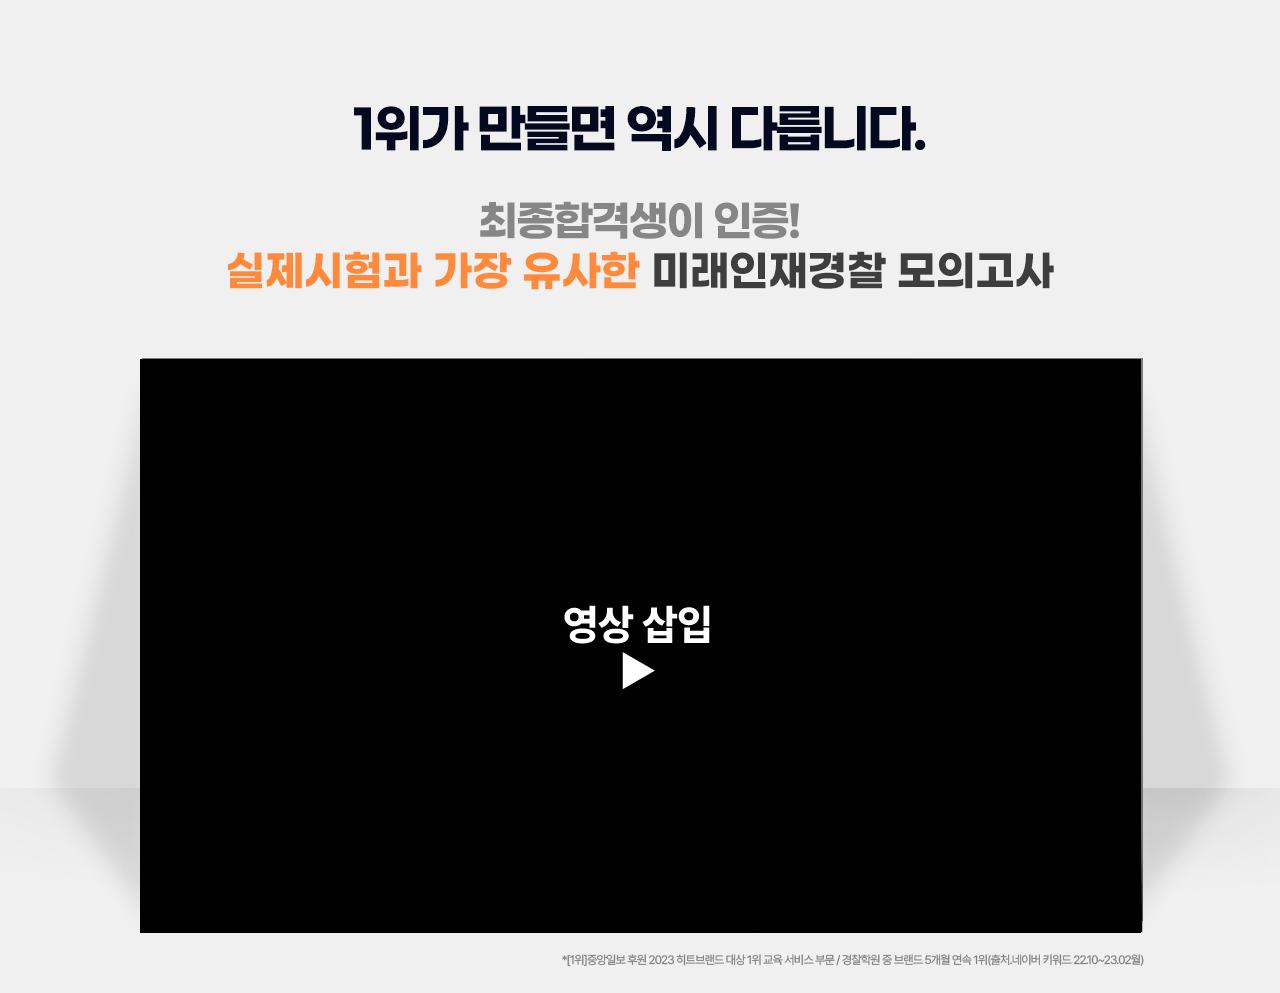 1위가 만들면 역시 다릅니다.
최종합격생이 인증!
실제시험과 가장 유사한 미래인재경찰 모의고사
영상 삽입
*[1위]중앙일보 후원 2023 히트브랜드 대상 1위 교육 서비스 부문 / 경찰학원 중 브랜드 5개월 연속 1위(출처.네이버 키워드 22.10~23.02월)